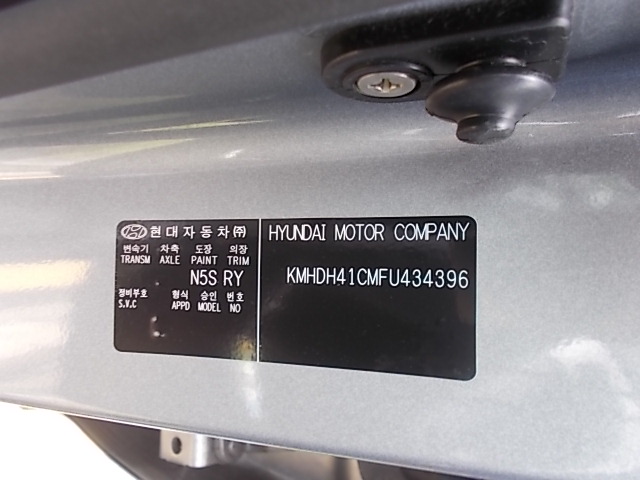 현대자동차㈜
변속기 차축 도장 의장
TRANSM AXLE PAINT TRIM
N5S RY
정비부호 형식 승인 번호
S.V.C APPD MODEL NO
HYUNDAI MOTOR COMPANY
KMHDH41CMFU434396